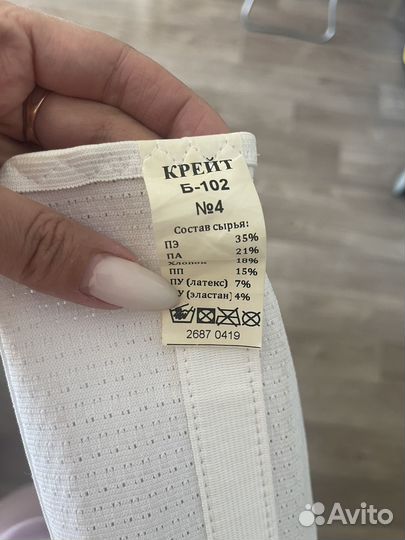 КРЕЙТ
Б-102
№4
Состав сырья:
ПЭ 35%
ПА 21%
Хлопок 18%
ПП 15%
ПУ (латекс) 7%
У (эластан) 4%
2687 0419
Avito